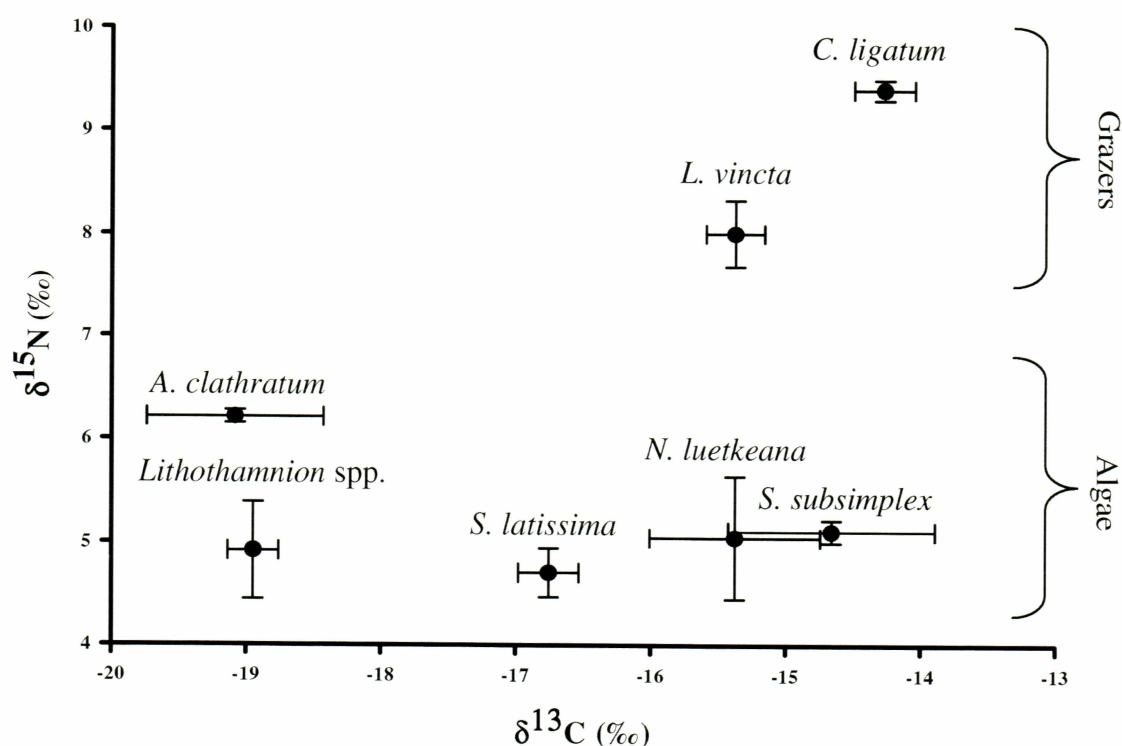 10
9
8
7
6
5
4
δ15N (‰)
C. ligatum
L. vincta
A. clathratum
Lithothamnion spp.
S. latissima
N. luetkeana
S. subsimplex
Grazers
Algae
-20 -19 -18 -17 -16 -15 -14 -13
δ13C (‰)